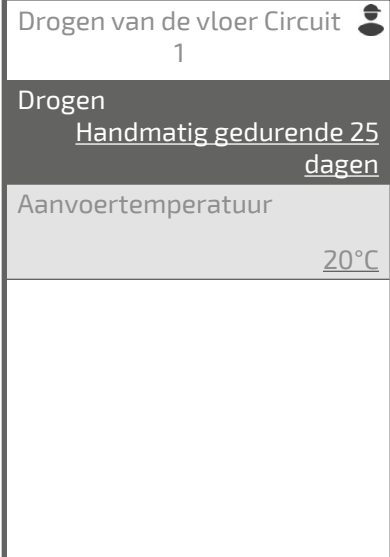 Drogen van de vloer Circuit
1
Drogen
Handmatig gedurende 25
dagen
Aanvoertemperatuur
20°C